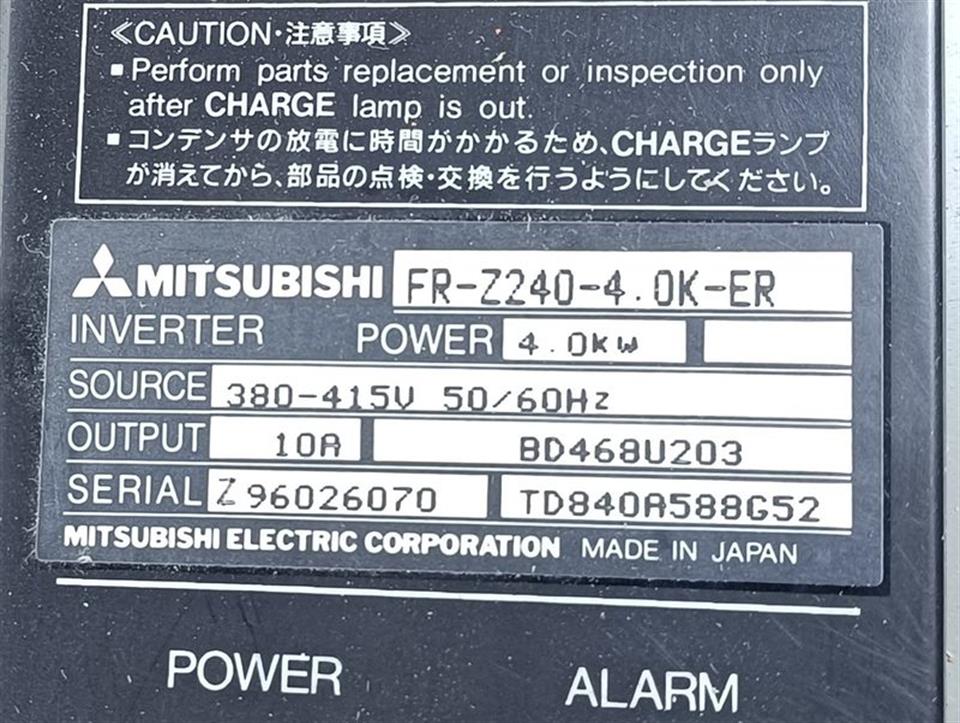 ≪CAUTION・注意事項≫
▪Perform parts replacement or inspection only
after CHARGE lamp is out.
▪コンデンサの放電に時間がかかるため、CHARGEランプ
が消えてから、部品の点検・交換を行うようにしてください。
MITSUBISHI FR-Z240-4.0K-ER
INVERTER POWER 4.0kW
SOURCE 380-415V 50/60Hz
OUTPUT 10A BD468U203
SERIAL Z96026070 TD840A588G52
MITSUBISHI ELECTRIC CORPORATION MADE IN JAPAN
POWER ALARM